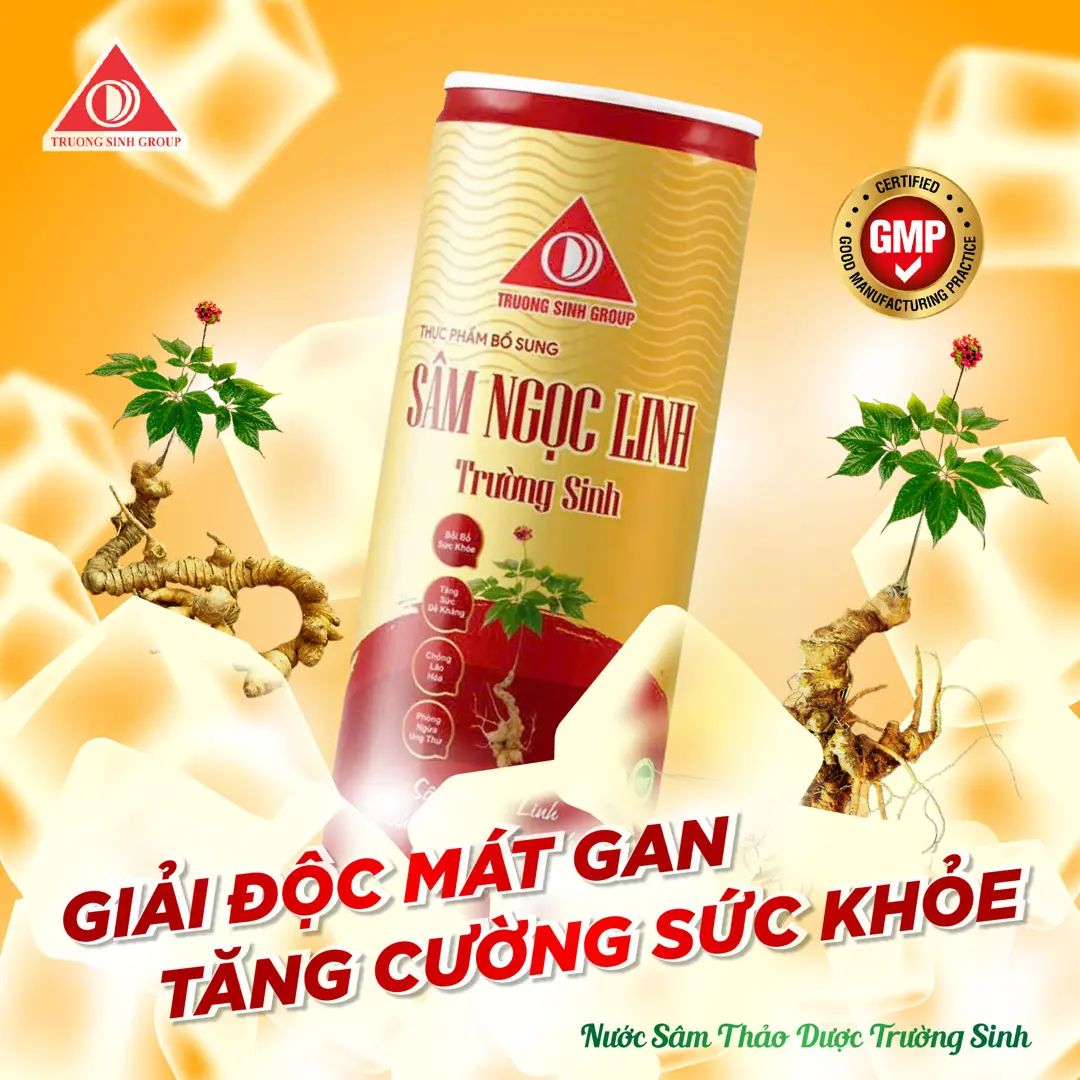 TRUONG SINH GROUP
CERTIFIED
GMP
GOOD MANUFACTURING PRACTICE
TRUONG SINH GROUP
THỰC PHẨM BỔ SUNG
SÂM NGỌC LINH
Trường Sinh
Bồi Bổ
Sức Khỏe
Tăng
Sức
Đề Kháng
Chống
Lão
Hóa
Phòng
Ngừa
Ung Thư
Linh
GIẢI ĐỘC MÁT GAN
TĂNG CƯỜNG SỨC KHỎE
Nước Sâm Thảo Dược Trường Sinh